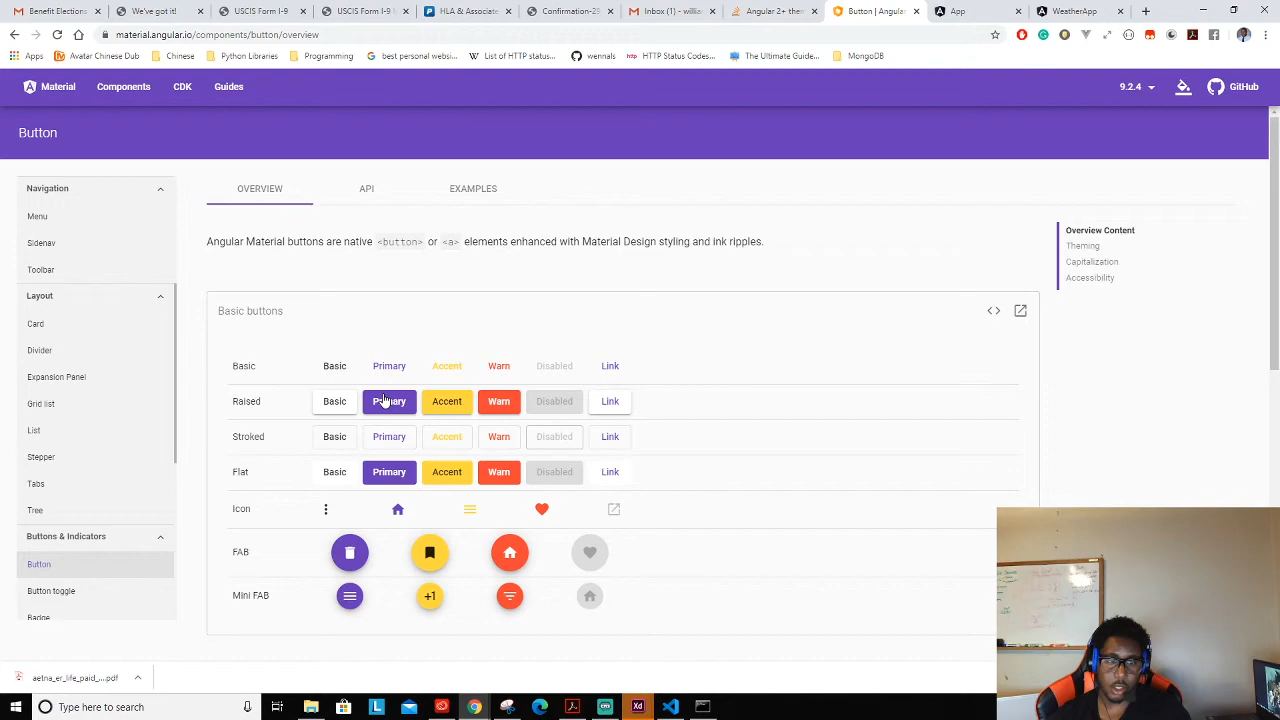 We've got it!
USCIS Form I-9
USCIS Form I-9 I
HLA & Associate
Confirmation-29
Inbox (1) - willia
Angular 2+ them
Button | Angular
App
WeatherApp
material.angular.io/components/button/overview
Apps
Avatar Dubs
Chinese
Python Libraries
Programming
best personal websi...
List of HTTP status...
wennals
HTTP Status Codes...
The Ultimate Guide...
MongoDB
Material
Components
CDK
Guides
9.2.4
GitHub
Button
Navigation
Menu
Sidenav
Toolbar
Layout
Card
Divider
Expansion Panel
Grid list
List
Stepper
Tabs
Tree
Buttons & Indicators
Button
Button toggle
Badge
OVERVIEW API EXAMPLES
Angular Material buttons are native <button> or <a> elements enhanced with Material Design styling and ink ripples.
Basic buttons
Basic Basic Primary Accent Warn Disabled Link
Raised Basic Primary Accent Warn Disabled Link
Stroked Basic Primary Accent Warn Disabled Link
Flat Basic Primary Accent Warn Disabled Link
Icon
FAB
Mini FAB +1
Overview Content
Theming
Capitalization
Accessibility
aetna_er_life_paid_....pdf
Type here to search